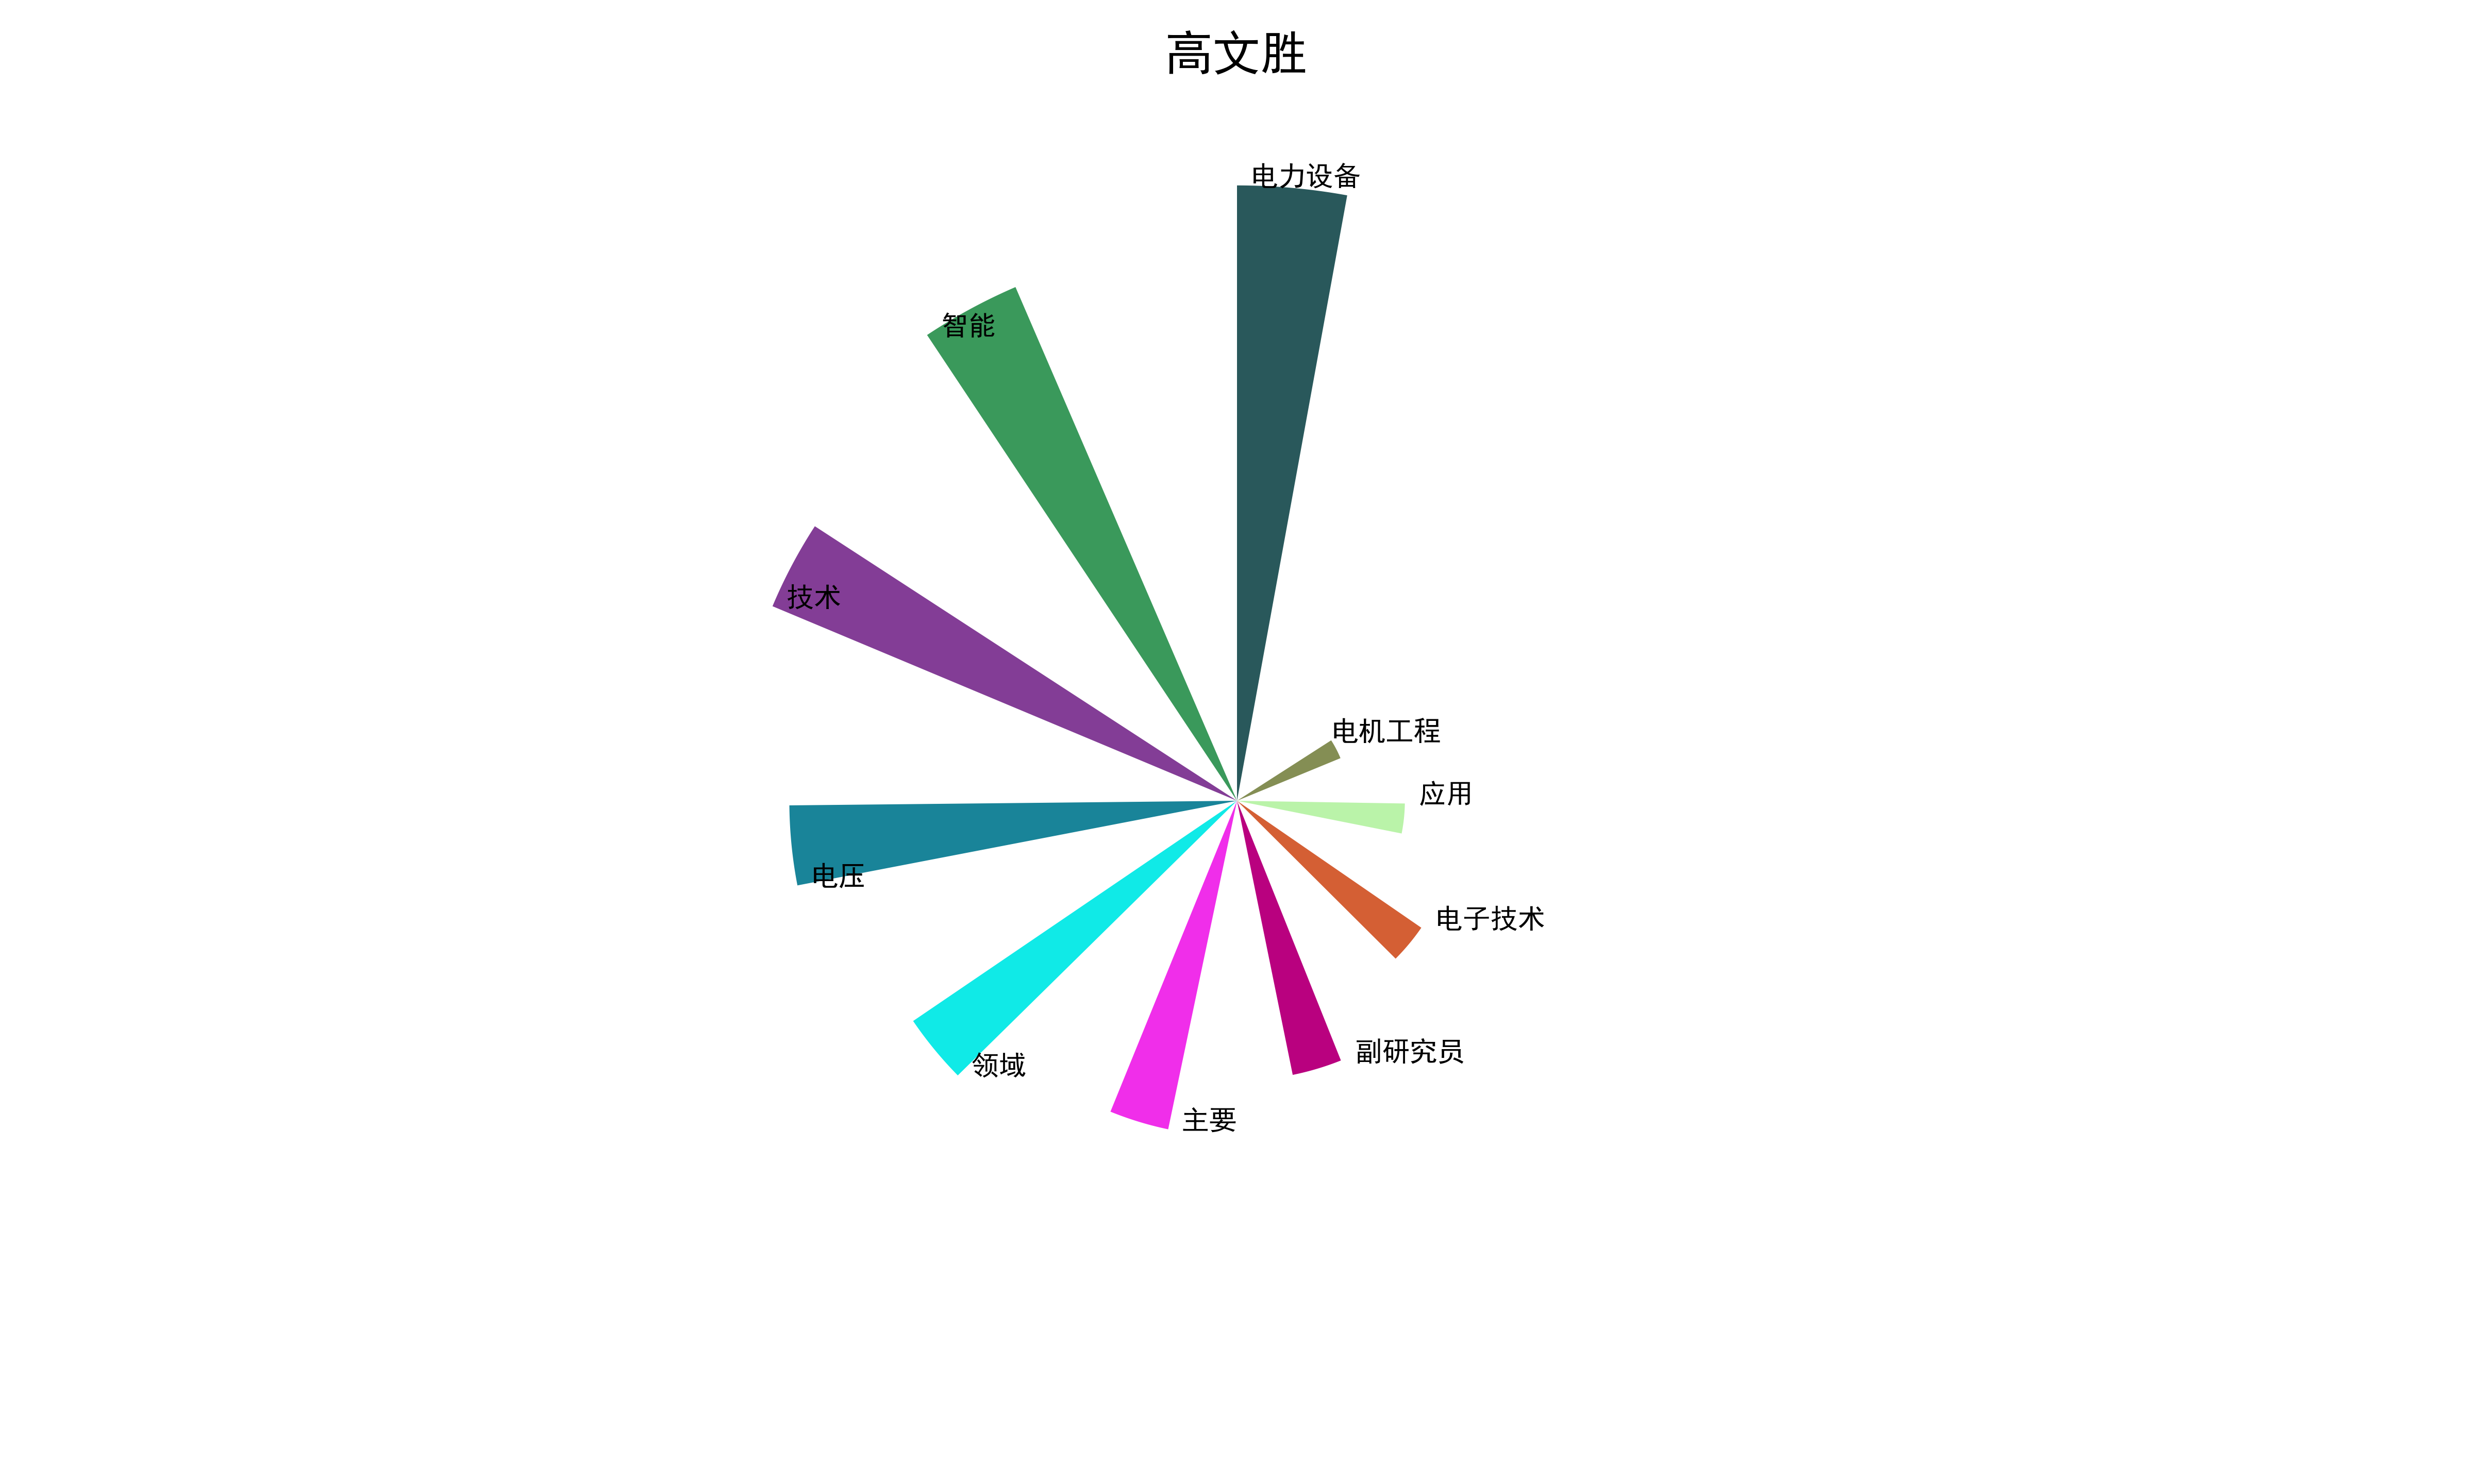 高文胜
电力设备
智能
技术
电机工程
应用
电压
电子技术
副研究员
领域
主要